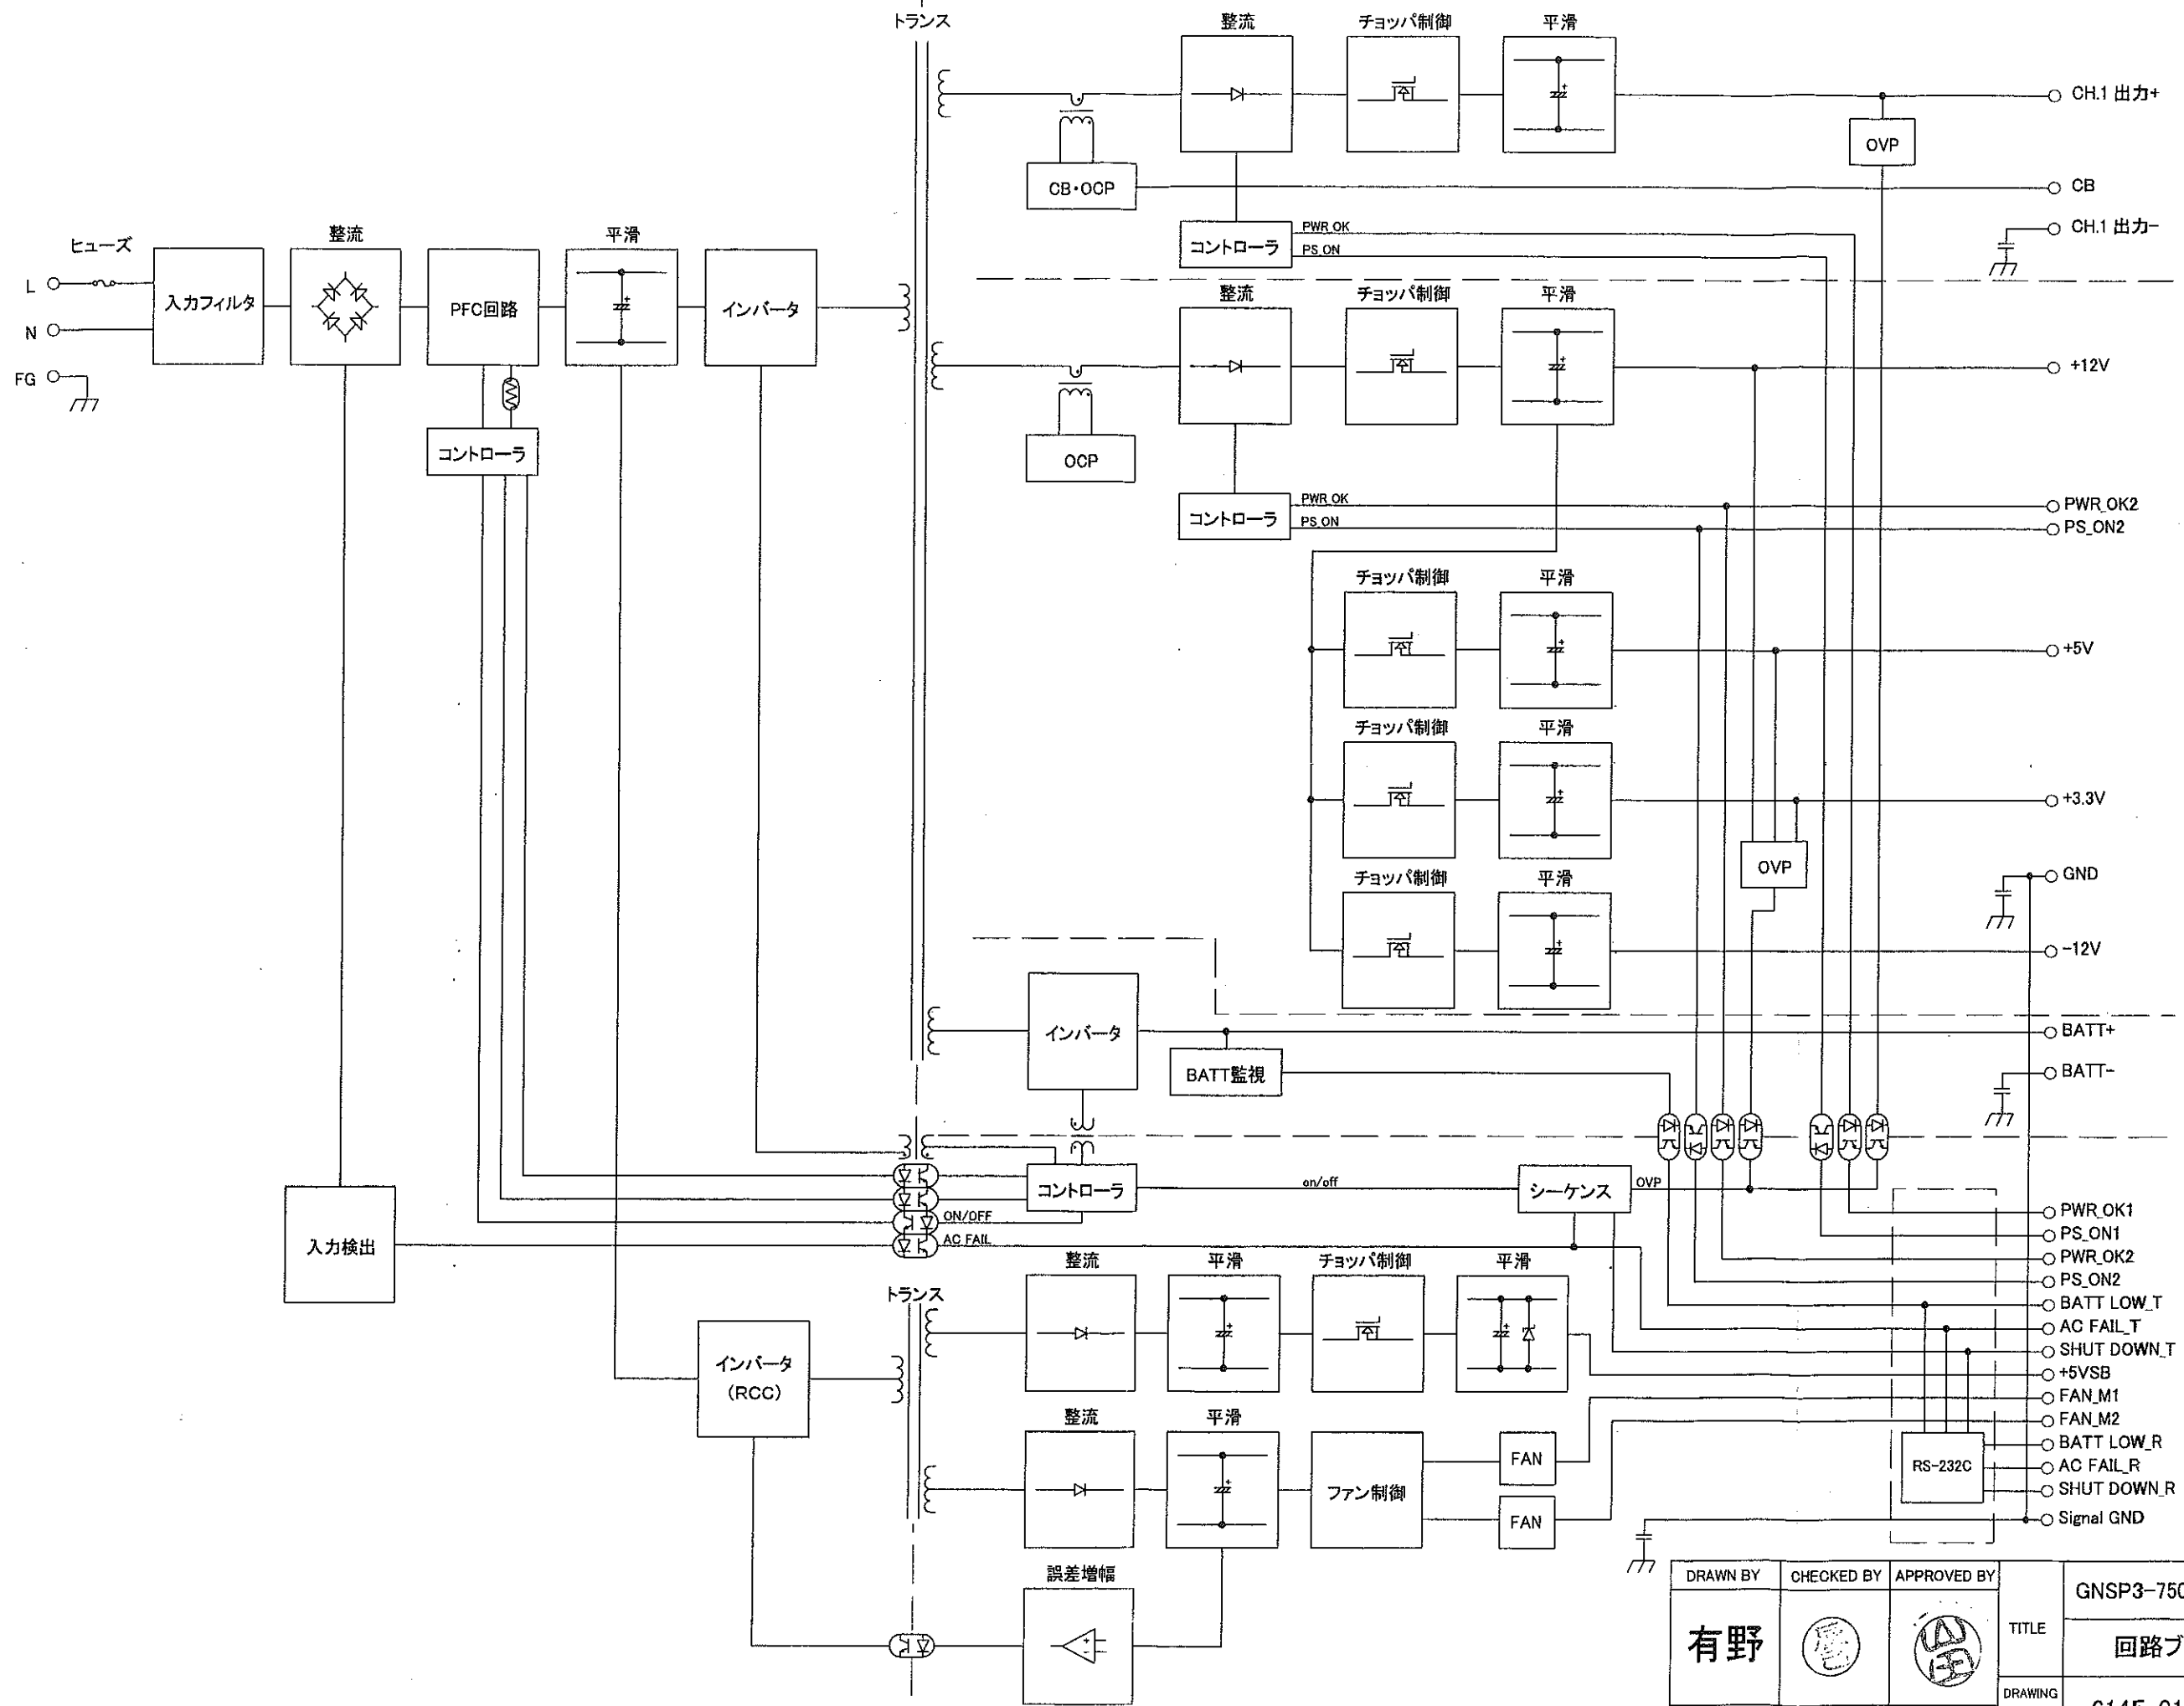 トランス
整流
チョッパ制御
平滑
CH.1 出力+
OVP
CB・OCP
CB
CH.1 出力-
コントローラ
PWR OK
PS_ON
ヒューズ
L
N
FG
入力フィルタ
整流
PFC回路
平滑
インバータ
コントローラ
整流
チョッパ制御
平滑
+12V
OCP
コントローラ
PWR OK
PS_ON
PWR_OK2
PS_ON2
チョッパ制御
平滑
+5V
チョッパ制御
平滑
+3.3V
OVP
GND
チョッパ制御
平滑
-12V
インバータ
BATT+
BATT監視
BATT-
コントローラ
on/off
シーケンス
OVP
ON/OFF
AC FAIL
入力検出
PWR_OK1
PS_ON1
PWR_OK2
PS_ON2
BATT LOW_T
AC FAIL_T
SHUT DOWN_T
+5VSB
FAN_M1
FAN_M2
BATT LOW_R
AC FAIL_R
SHUT DOWN_R
Signal GND
RS-232C
トランス
整流
平滑
チョッパ制御
平滑
インバータ
(RCC)
整流
平滑
ファン制御
FAN
FAN
誤差増幅
DRAWN BY
CHECKED BY
APPROVED BY
有野
TITLE
GNSP3-750
回路ブ
DRAWING